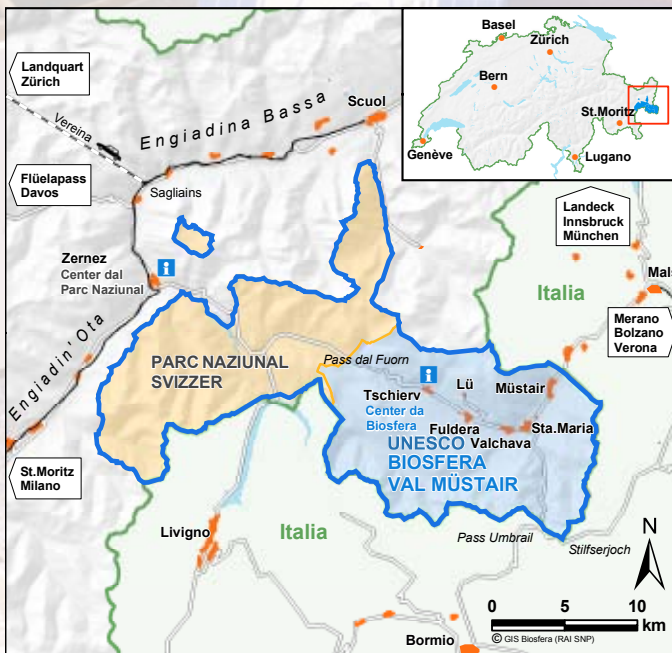 Landquart
Zürich
Vereina
Engiadina Bassa
Scuol
Flüelapass
Davos
Sagliains
Basel
Zürich
Bern
St.Moritz
Genève
Lugano
Landeck
Innsbruck
München
Zernez
Center dal
Parc Naziunal
Italia
Mals
Merano
Bolzano
Verona
Engiadin'Ota
PARC NAZIUNAL
SVIZZER
Pass dal Fuorn
Tschierv
Center da
Biosfera
Lü
Müstair
Fuldera
Valchava
Sta.Maria
UNESCO
BIOSFERA
VAL MÜSTAIR
St.Moritz
Milano
Livigno
Italia
Pass Umbrail
Stilfserjoch
N
0 5 10
km
© GIS Biosfera (RAI SNP)
Bormio